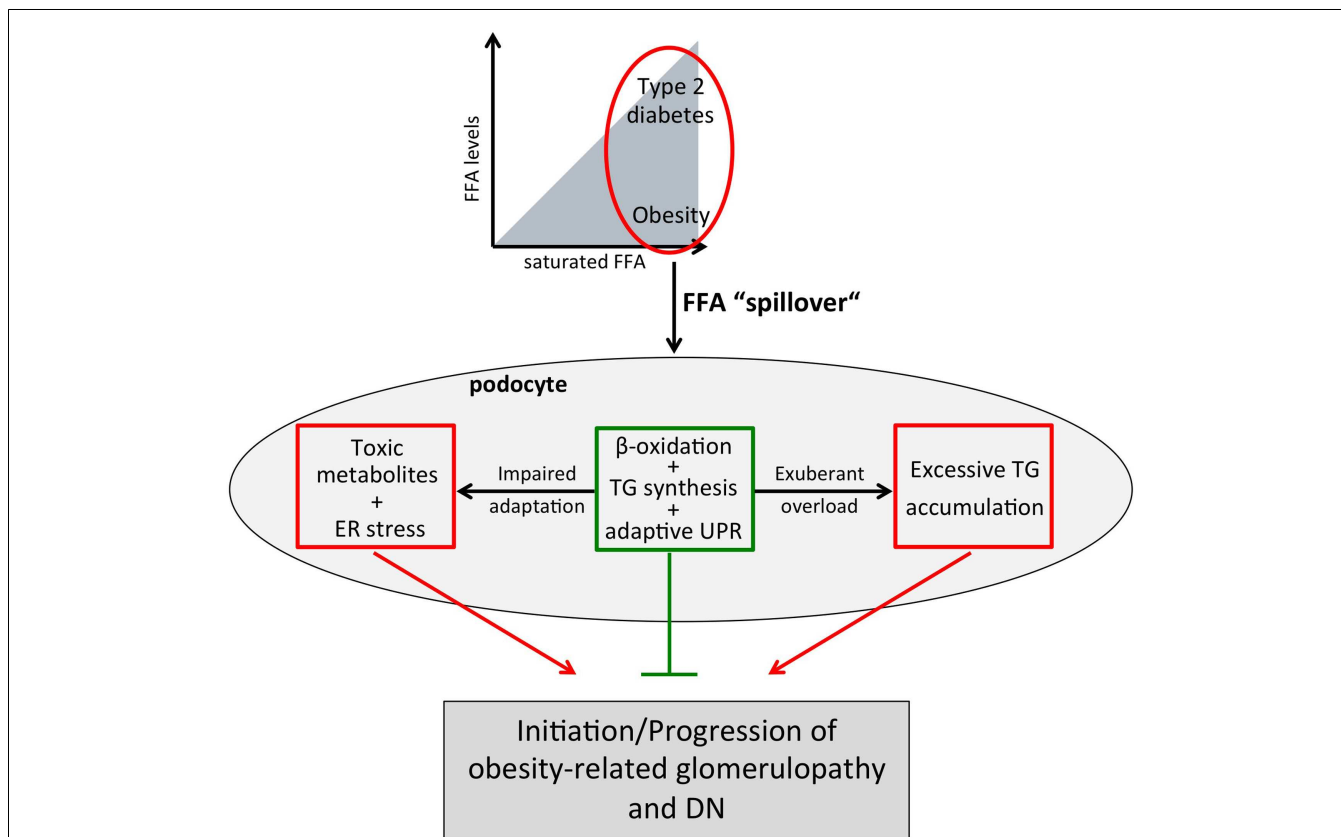 FFA levels
Type 2
diabetes
Obesity
saturated FFA
FFA “spillover“
podocyte
Toxic
metabolites
+
ER stress
Impaired
adaptation
β-oxidation
+
TG synthesis
+
adaptive UPR
Exuberant
overload
Excessive TG
accumulation
Initiation/Progression of
obesity-related glomerulopathy
and DN